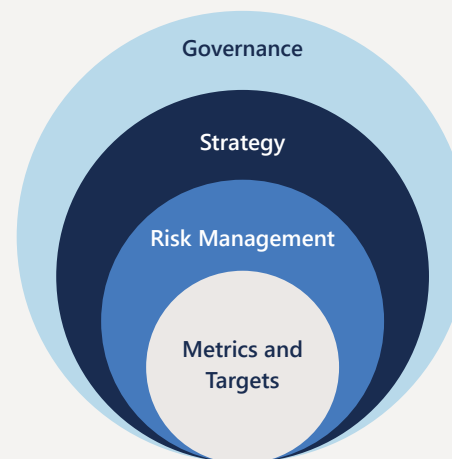 Governance
Strategy
Risk Management
Metrics and
Targets